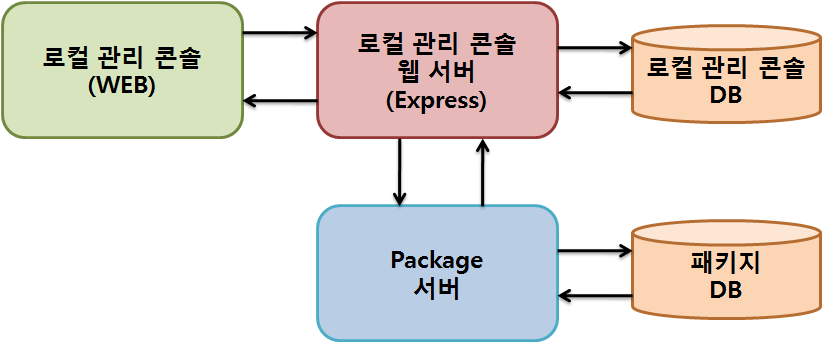 로컬 관리 콘솔
(WEB)
로컬 관리 콘솔
웹 서버
(Express)
로컬 관리 콘솔
DB
Package
서버
패키지
DB